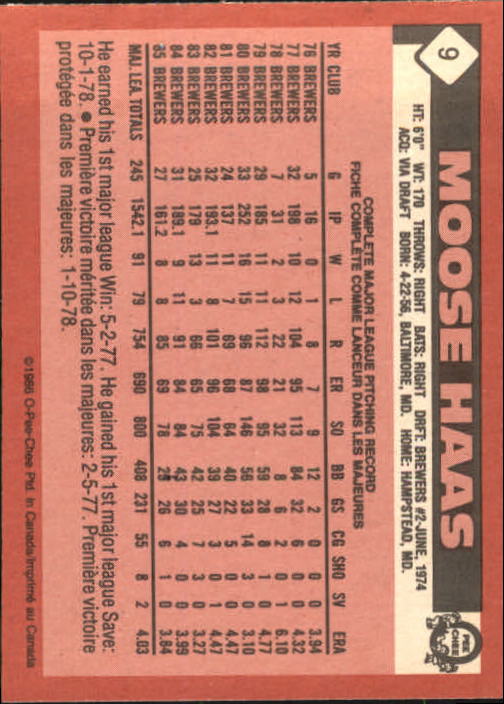 9
MOOSE HAAS
O PEE CHEE
HT: 6'0" WT: 170 THROWS: RIGHT BATS: RIGHT DRFT: BREWERS #2-JUNE, 1974
ACQ: VIA DRAFT BORN: 4-22-56, BALTIMORE, MD. HOME: HAMPSTEAD, MD.
COMPLETE MAJOR LEAGUE PITCHING RECORD
FICHE COMPLÈTE COMME LANCEUR DANS LES MAJEURES
YR CLUB G IP W L R ER SO BB GS CG SHO SV ERA
76 BREWERS 5 16 0 1 8 7 9 12 2 0 0 0 3.94
77 BREWERS 32 198 10 12 104 95 113 84 32 6 0 0 4.32
78 BREWERS 7 31 2 3 22 21 32 8 6 2 0 1 6.10
79 BREWERS 29 185 11 11 112 98 95 59 28 8 1 0 4.77
80 BREWERS 33 252 16 15 96 87 146 56 33 14 3 0 3.10
81 BREWERS 24 137 11 7 69 68 64 40 22 5 0 0 4.47
82 BREWERS 32 193.1 11 8 101 96 104 39 27 3 0 1 4.47
83 BREWERS 25 179 13 3 66 65 75 42 25 7 3 0 3.27
84 BREWERS 31 189.1 9 11 91 84 84 43 30 4 0 0 3.99
85 BREWERS 27 161.2 8 8 85 69 78 25 26 6 1 0 3.84
MAJ. LEA. TOTALS 245 1542.1 91 79 754 690 800 408 231 55 8 2 4.03
He earned his 1st major league Win: 5-2-77. He gained his 1st major league Save:
10-1-78. ● Première victoire méritée dans les majeures: 2-5-77. Première victoire
protégée dans les majeures: 1-10-78.
©1986 O-Pee-Chee Ptd. in Canada/Imprimé au Canada